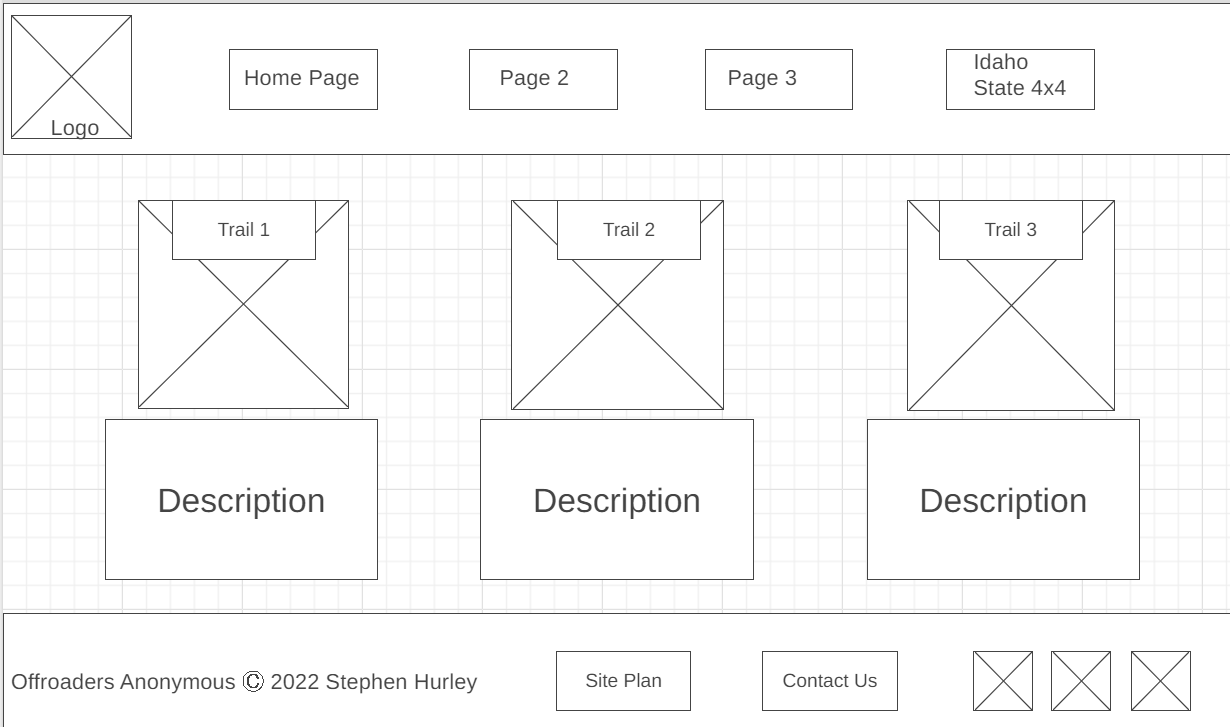 Logo
Home Page
Page 2
Page 3
Idaho
State 4x4
Trail 1
Trail 2
Trail 3
Description
Description
Description
Offroaders Anonymous © 2022 Stephen Hurley
Site Plan
Contact Us